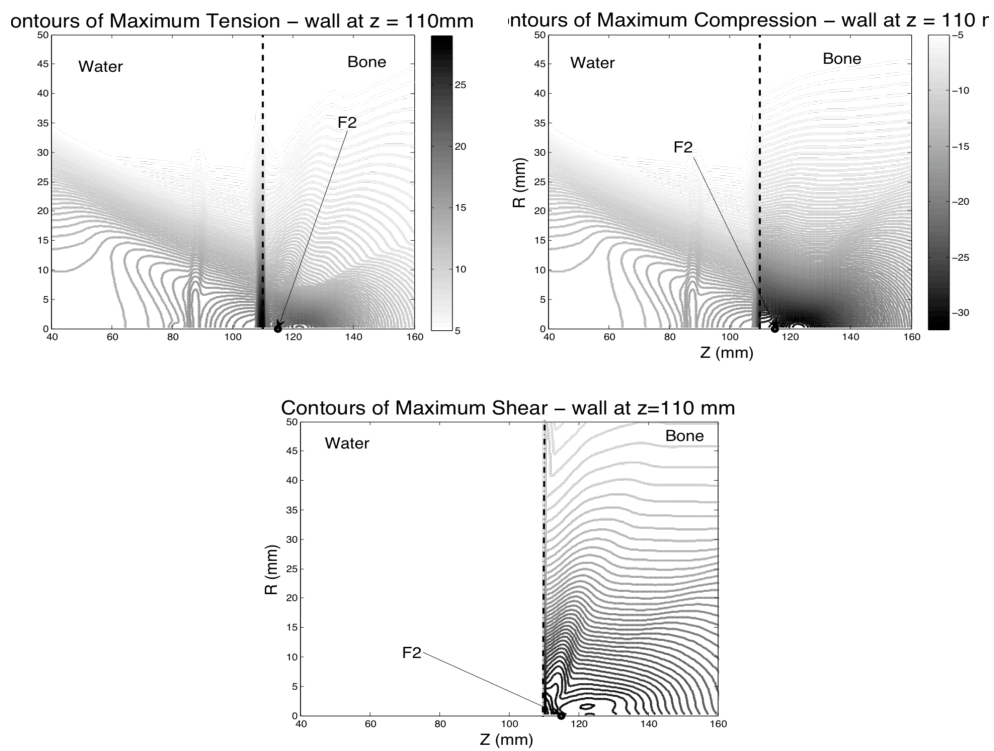 ontours of Maximum Tension – wall at z = 110mm
50
45
40
35
30
25
20
15
10
5
0
40 60 80 100 120 140 160
Water
Bone
F2
25
20
15
10
5
ontours of Maximum Compression – wall at z = 110
R (mm)
50
45
40
35
30
25
20
15
10
5
0
40 60 80 100 120 140 160
Z (mm)
Water
Bone
F2
−5
−10
−15
−20
−25
−30
Contours of Maximum Shear – wall at z=110 mm
R (mm)
50
45
40
35
30
25
20
15
10
5
0
40 60 80 100 120 140 160
Z (mm)
Water
Bone
F2